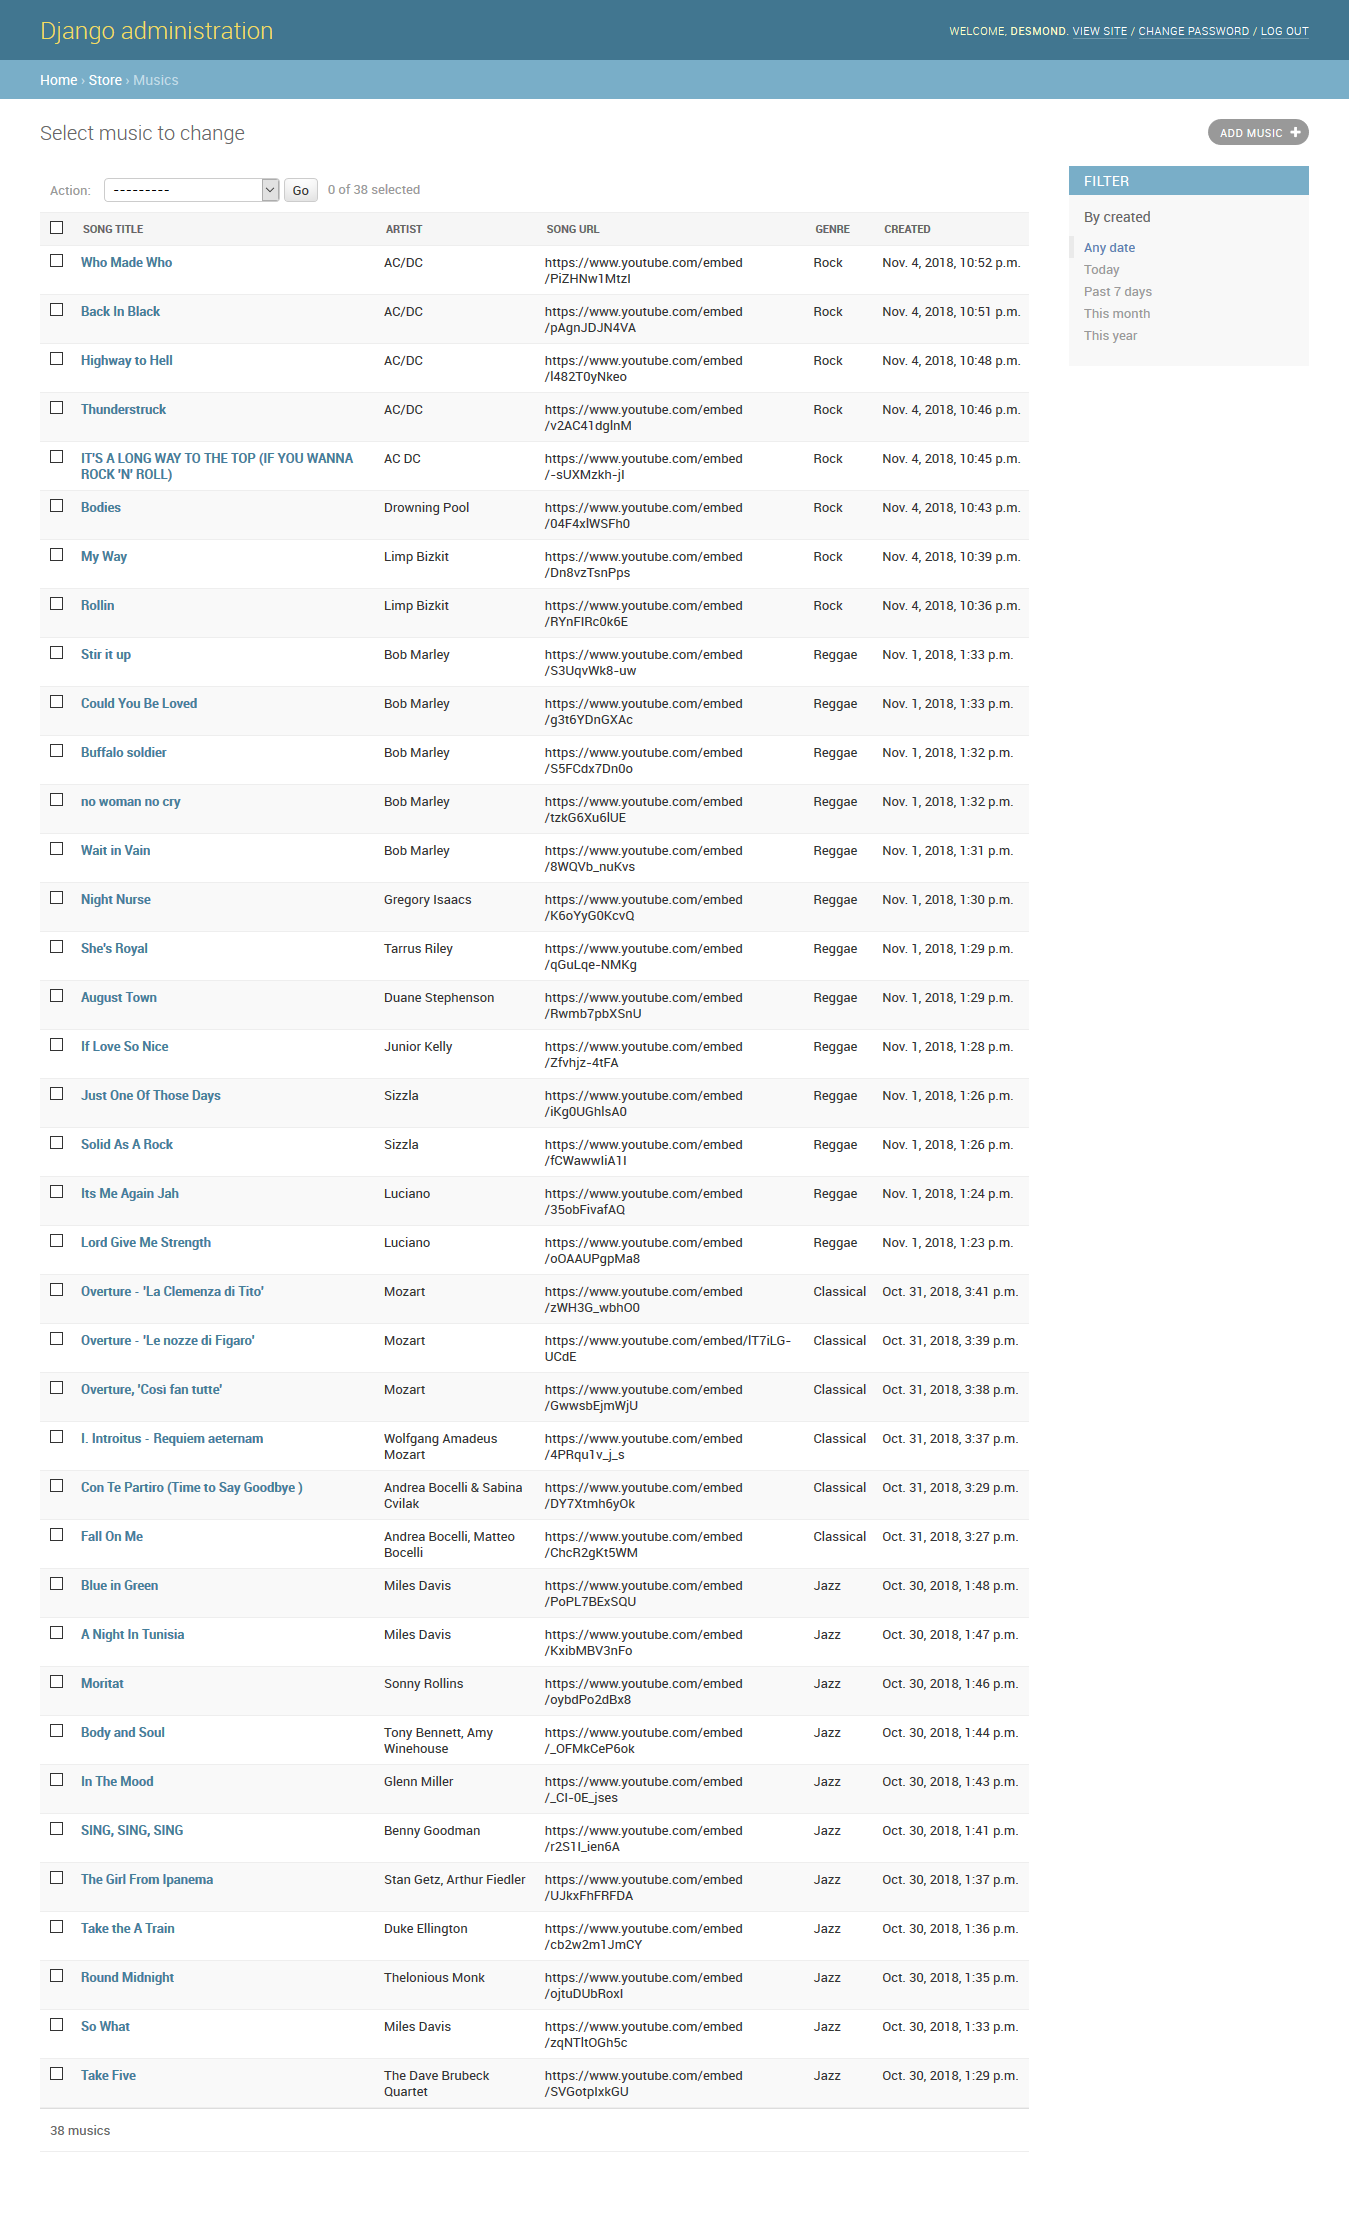 Django administration
WELCOME, DESMOND. VIEW SITE / CHANGE PASSWORD / LOG OUT
Home › Store › Musics
Select music to change
ADD MUSIC +
Action: --------- Go 0 of 38 selected
SONG TITLE ARTIST SONG URL GENRE CREATED
Who Made Who AC/DC https://www.youtube.com/embed Rock Nov. 4, 2018, 10:52 p.m.
/PiZHNw1MtzI
Back In Black AC/DC https://www.youtube.com/embed Rock Nov. 4, 2018, 10:51 p.m.
/pAgnJDJN4VA
Highway to Hell AC/DC https://www.youtube.com/embed Rock Nov. 4, 2018, 10:48 p.m.
/l482T0yNkeo
Thunderstruck AC/DC https://www.youtube.com/embed Rock Nov. 4, 2018, 10:46 p.m.
/v2AC41dglnM
IT'S A LONG WAY TO THE TOP (IF YOU WANNA AC DC https://www.youtube.com/embed Rock Nov. 4, 2018, 10:45 p.m.
ROCK 'N' ROLL) /-sUXMzkh-jI
Bodies Drowning Pool https://www.youtube.com/embed Rock Nov. 4, 2018, 10:43 p.m.
/04F4xlWSFh0
My Way Limp Bizkit https://www.youtube.com/embed Rock Nov. 4, 2018, 10:39 p.m.
/Dn8vzTsnPps
Rollin Limp Bizkit https://www.youtube.com/embed Rock Nov. 4, 2018, 10:36 p.m.
/RYnFIRc0k6E
Stir it up Bob Marley https://www.youtube.com/embed Reggae Nov. 1, 2018, 1:33 p.m.
/S3UqvWk8-uw
Could You Be Loved Bob Marley https://www.youtube.com/embed Reggae Nov. 1, 2018, 1:33 p.m.
/g3t6YDnGXAc
Buffalo soldier Bob Marley https://www.youtube.com/embed Reggae Nov. 1, 2018, 1:32 p.m.
/S5FCdx7Dn0o
no woman no cry Bob Marley https://www.youtube.com/embed Reggae Nov. 1, 2018, 1:32 p.m.
/tzkG6Xu6lUE
Wait in Vain Bob Marley https://www.youtube.com/embed Reggae Nov. 1, 2018, 1:31 p.m.
/8WQVb_nuKvs
Night Nurse Gregory Isaacs https://www.youtube.com/embed Reggae Nov. 1, 2018, 1:30 p.m.
/K6oYyG0KcvQ
She's Royal Tarrus Riley https://www.youtube.com/embed Reggae Nov. 1, 2018, 1:29 p.m.
/qGuLqe-NMKg
August Town Duane Stephenson https://www.youtube.com/embed Reggae Nov. 1, 2018, 1:29 p.m.
/Rwmb7pbXSnU
If Love So Nice Junior Kelly https://www.youtube.com/embed Reggae Nov. 1, 2018, 1:28 p.m.
/Zfvhjz-4tFA
Just One Of Those Days Sizzla https://www.youtube.com/embed Reggae Nov. 1, 2018, 1:26 p.m.
/iKg0UGhlsA0
Solid As A Rock Sizzla https://www.youtube.com/embed Reggae Nov. 1, 2018, 1:26 p.m.
/fCWawwIiA1I
Its Me Again Jah Luciano https://www.youtube.com/embed Reggae Nov. 1, 2018, 1:24 p.m.
/35obFivafAQ
Lord Give Me Strength Luciano https://www.youtube.com/embed Reggae Nov. 1, 2018, 1:23 p.m.
/oOAAUPgpMa8
Overture - 'La Clemenza di Tito' Mozart https://www.youtube.com/embed Classical Oct. 31, 2018, 3:41 p.m.
/zWH3G_wbhO0
Overture - 'Le nozze di Figaro' Mozart https://www.youtube.com/embed/lT7iLG- Classical Oct. 31, 2018, 3:39 p.m.
UCdE
Overture, 'Così fan tutte' Mozart https://www.youtube.com/embed Classical Oct. 31, 2018, 3:38 p.m.
/GwwsbEjmWjU
I. Introitus - Requiem aeternam Wolfgang Amadeus https://www.youtube.com/embed Classical Oct. 31, 2018, 3:37 p.m.
Mozart /4PRqu1v_j_s
Con Te Partiro (Time to Say Goodbye ) Andrea Bocelli & Sabina https://www.youtube.com/embed Classical Oct. 31, 2018, 3:29 p.m.
Cvilak /DY7Xtmh6yOk
Fall On Me Andrea Bocelli, Matteo https://www.youtube.com/embed Classical Oct. 31, 2018, 3:27 p.m.
Bocelli /ChcR2gKt5WM
Blue in Green Miles Davis https://www.youtube.com/embed Jazz Oct. 30, 2018, 1:48 p.m.
/PoPL7BExSQU
A Night In Tunisia Miles Davis https://www.youtube.com/embed Jazz Oct. 30, 2018, 1:47 p.m.
/KxibMBV3nFo
Moritat Sonny Rollins https://www.youtube.com/embed Jazz Oct. 30, 2018, 1:46 p.m.
/oybdPo2dBx8
Body and Soul Tony Bennett, Amy https://www.youtube.com/embed Jazz Oct. 30, 2018, 1:44 p.m.
Winehouse /_OFMkCeP6ok
In The Mood Glenn Miller https://www.youtube.com/embed Jazz Oct. 30, 2018, 1:43 p.m.
/_CI-0E_jses
SING, SING, SING Benny Goodman https://www.youtube.com/embed Jazz Oct. 30, 2018, 1:41 p.m.
/r2S1I_ien6A
The Girl From Ipanema Stan Getz, Arthur Fiedler https://www.youtube.com/embed Jazz Oct. 30, 2018, 1:37 p.m.
/UJkxFhFRFDA
Take the A Train Duke Ellington https://www.youtube.com/embed Jazz Oct. 30, 2018, 1:36 p.m.
/cb2w2m1JmCY
Round Midnight Thelonious Monk https://www.youtube.com/embed Jazz Oct. 30, 2018, 1:35 p.m.
/ojtuDUbRoxI
So What Miles Davis https://www.youtube.com/embed Jazz Oct. 30, 2018, 1:33 p.m.
/zqNTltOGh5c
Take Five The Dave Brubeck https://www.youtube.com/embed Jazz Oct. 30, 2018, 1:29 p.m.
Quartet /SVGotpIxkGU
38 musics
FILTER
By created
Any date
Today
Past 7 days
This month
This year